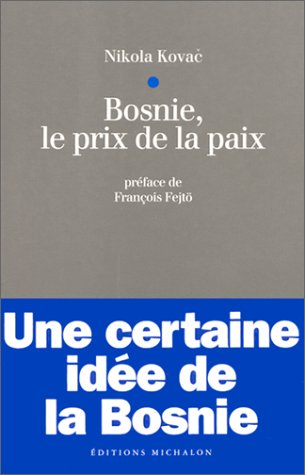 Nikola Kovač
Bosnie,
le prix de la paix
préface de
François Fejtö
Une certaine
idée de
la Bosnie
ÉDITIONS MICHALON